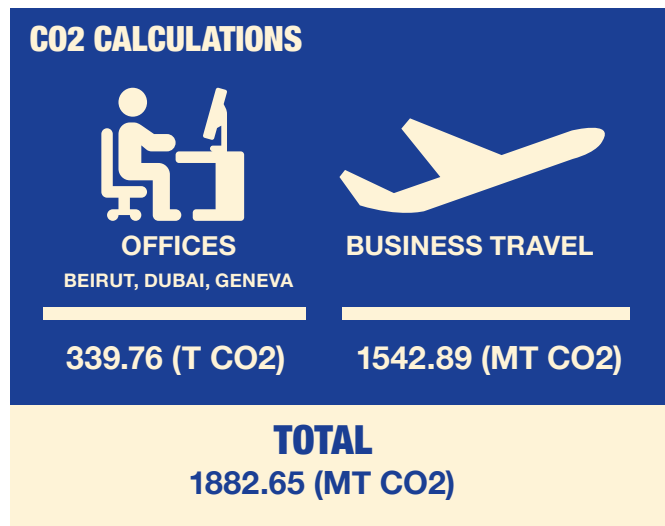 CO2 CALCULATIONS
OFFICES
BEIRUT, DUBAI, GENEVA
339.76 (T CO2)
BUSINESS TRAVEL
1542.89 (MT CO2)
TOTAL
1882.65 (MT CO2)